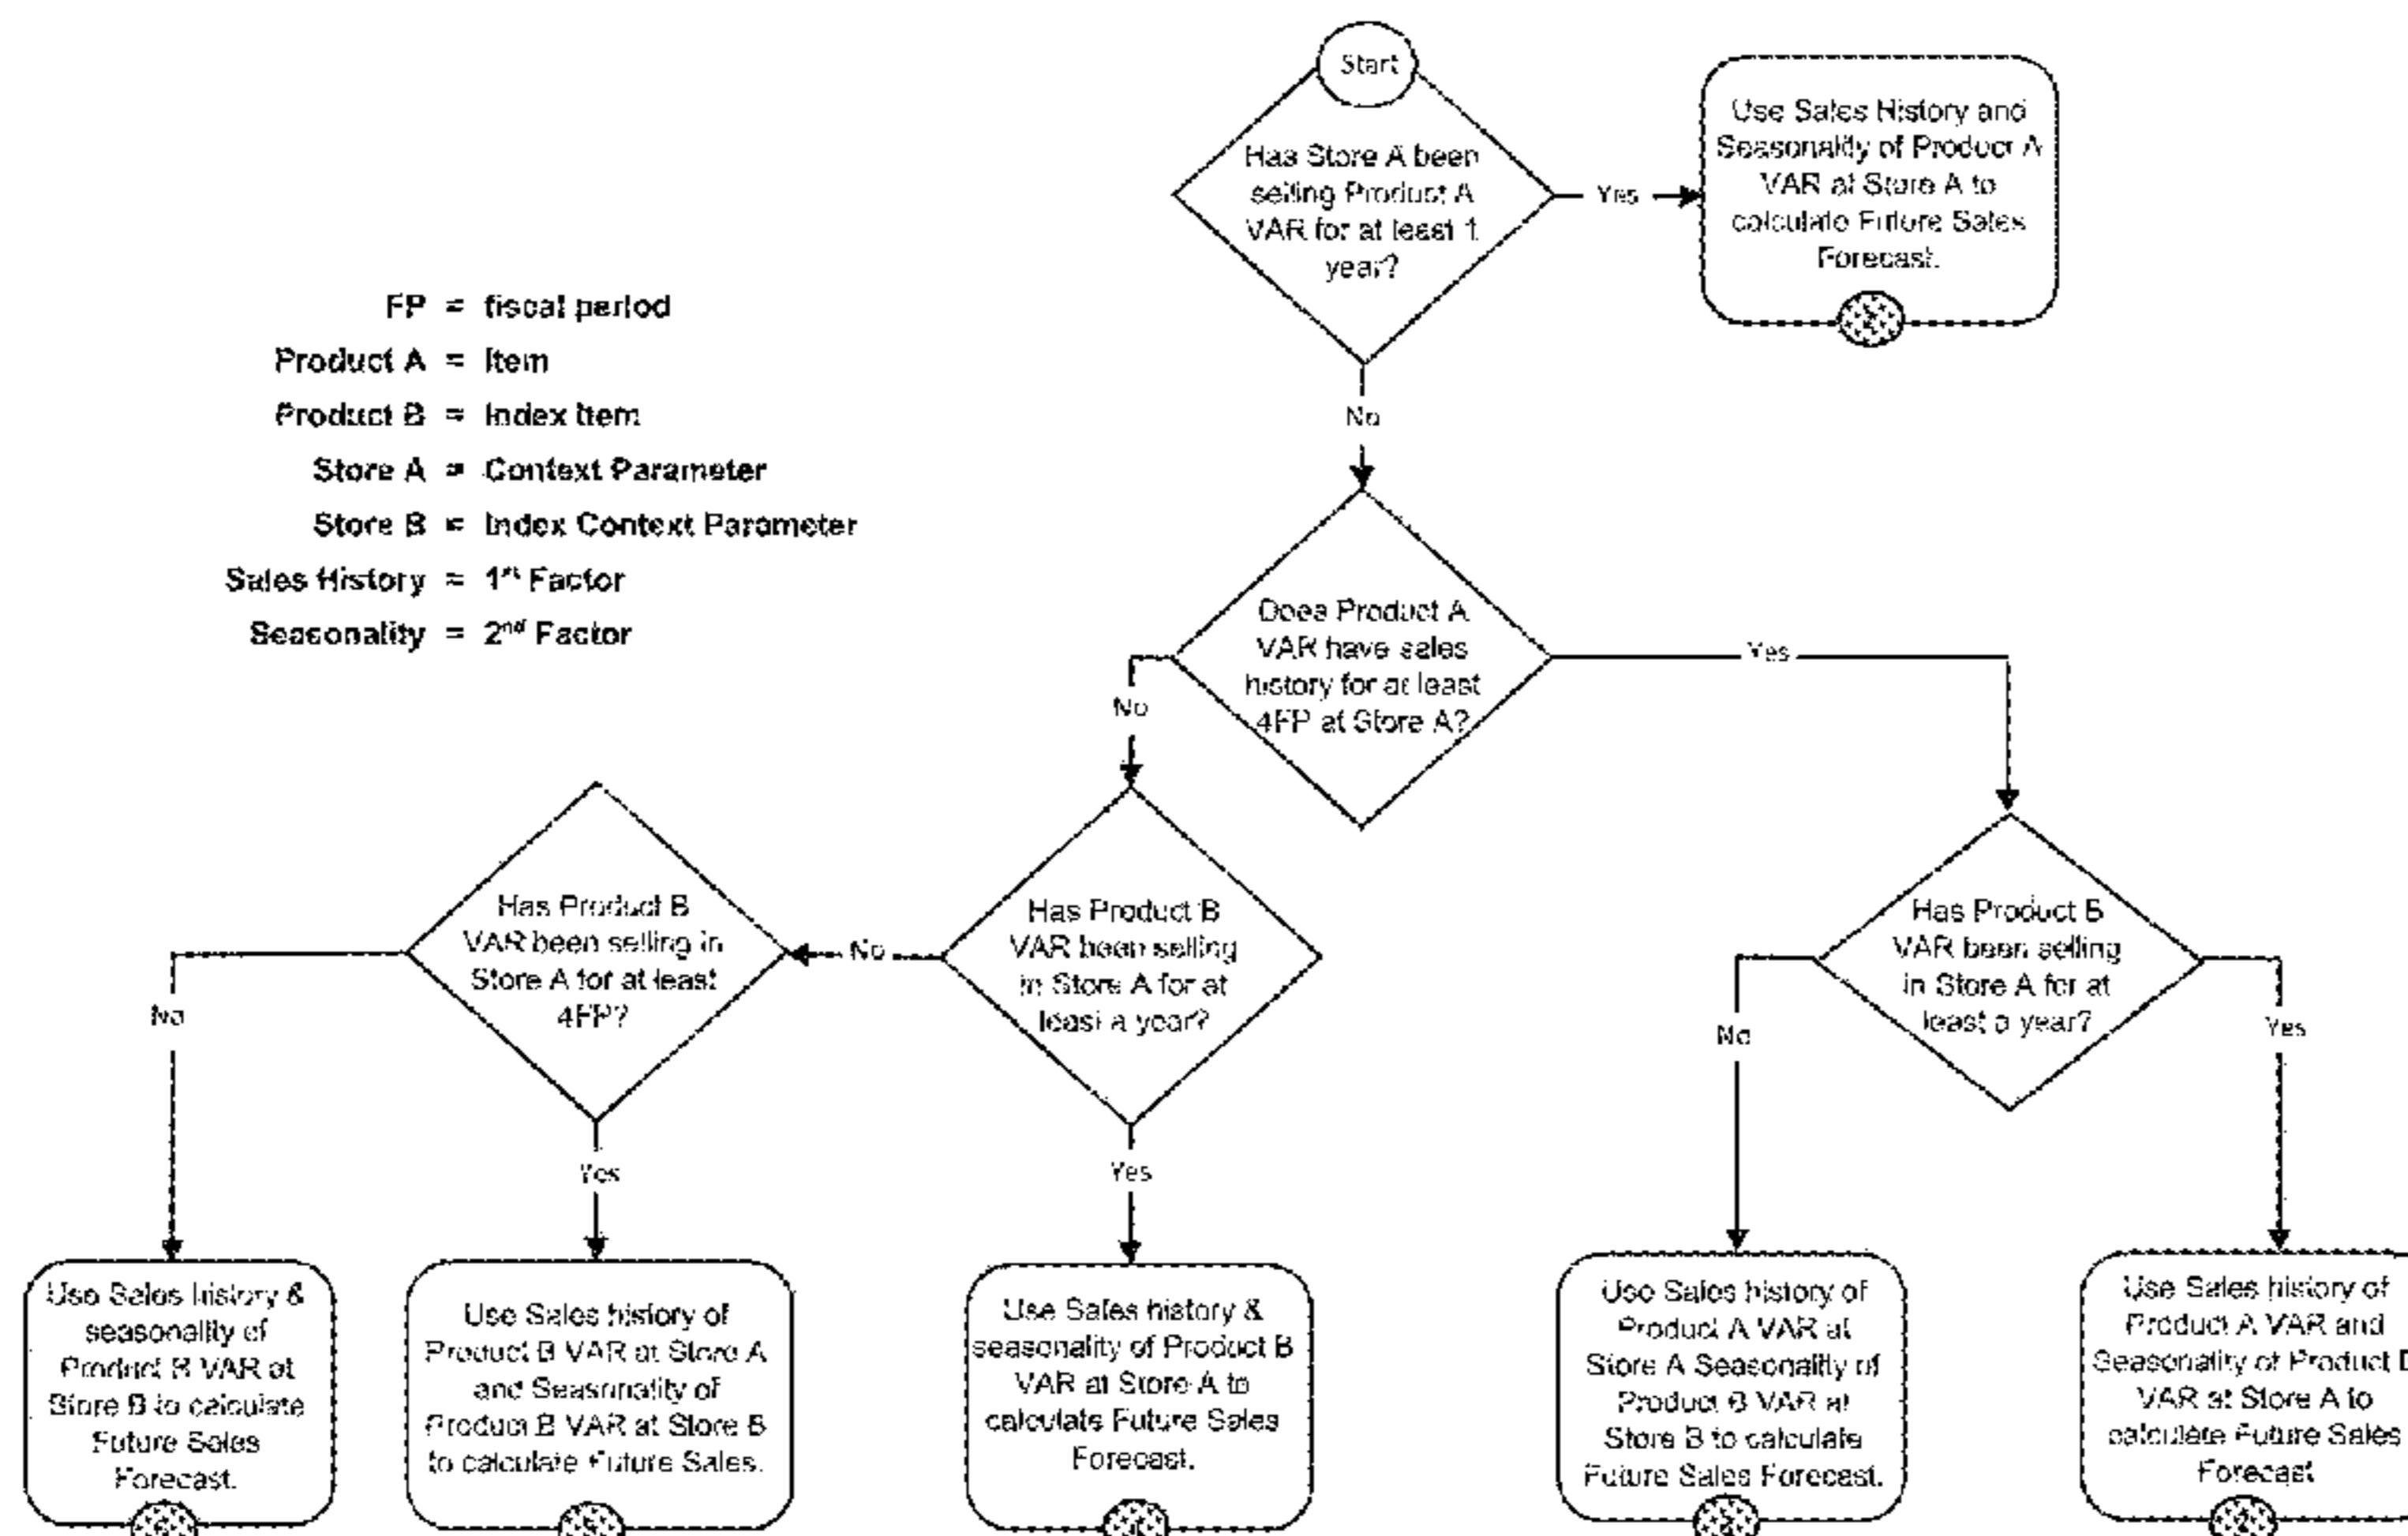 Start
Has Store A been
selling Product A
VAR for at least 1
year?
Yes
Use Sales History and
Seasonality of Product A
VAR at Store A to
calculate Future Sales
Forecast.
No
FP = fiscal period
Product A = Item
Product B = Index Item
Store A = Context Parameter
Store B = Index Context Parameter
Sales History = 1st Factor
Seasonality = 2nd Factor
Does Product A
VAR have sales
history for at least
4FP at Store A?
No
Yes
Has Product B
VAR been selling in
Store A for at least
4FP?
No
Has Product B
VAR been selling
in Store A for at
least a year?
Has Product B
VAR been selling
in Store A for at
least a year?
No
Yes
Yes
No
Yes
Use Sales history &
seasonality of
Product B VAR at
Store B to calculate
Future Sales
Forecast.
Use Sales history of
Product B VAR at Store A
and Seasonality of
Product B VAR at Store B
to calculate Future Sales.
Use Sales history &
seasonality of Product B
VAR at Store A to
calculate Future Sales
Forecast.
Use Sales history of
Product A VAR at
Store A Seasonality of
Product B VAR at
Store B to calculate
Future Sales Forecast.
Use Sales history of
Product A VAR and
Seasonality of Product
VAR at Store A to
calculate Future Sales
Forecast